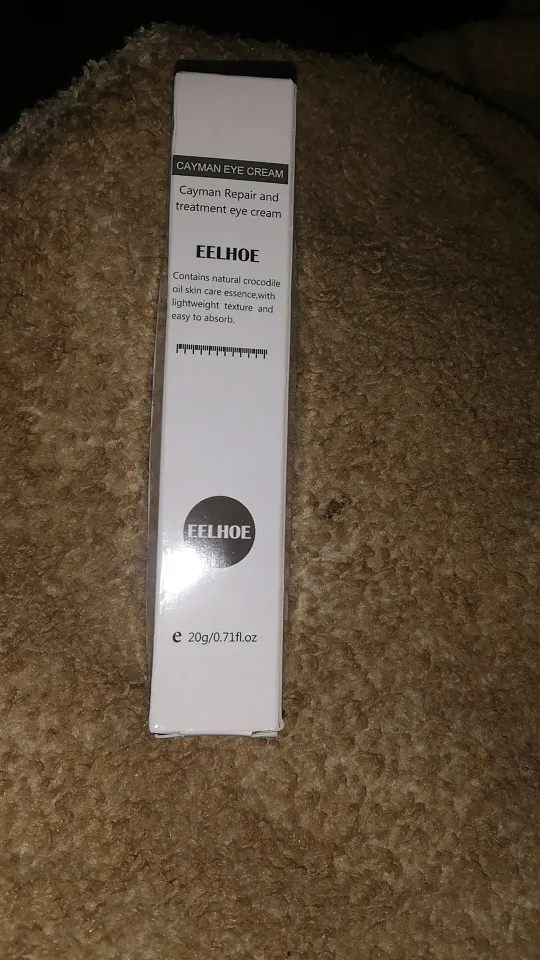 CAYMAN EYE CREAM
Cayman Repair and
treatment eye cream
EELHOE
Contains natural crocodile
oil skin care essence,with
lightweight texture and
easy to absorb.
EELHOE
e 20g/0.71fl.oz